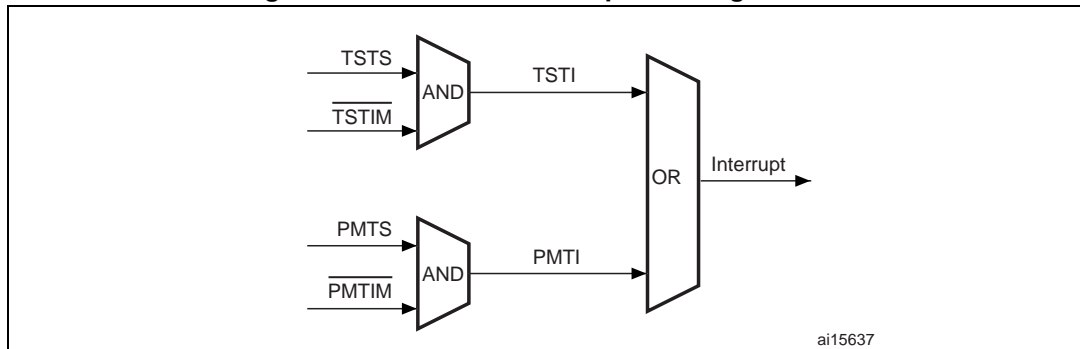 TSTS
TSTIM
AND
TSTI
PMTS
PMTIM
AND
PMTI
OR
Interrupt
ai15637